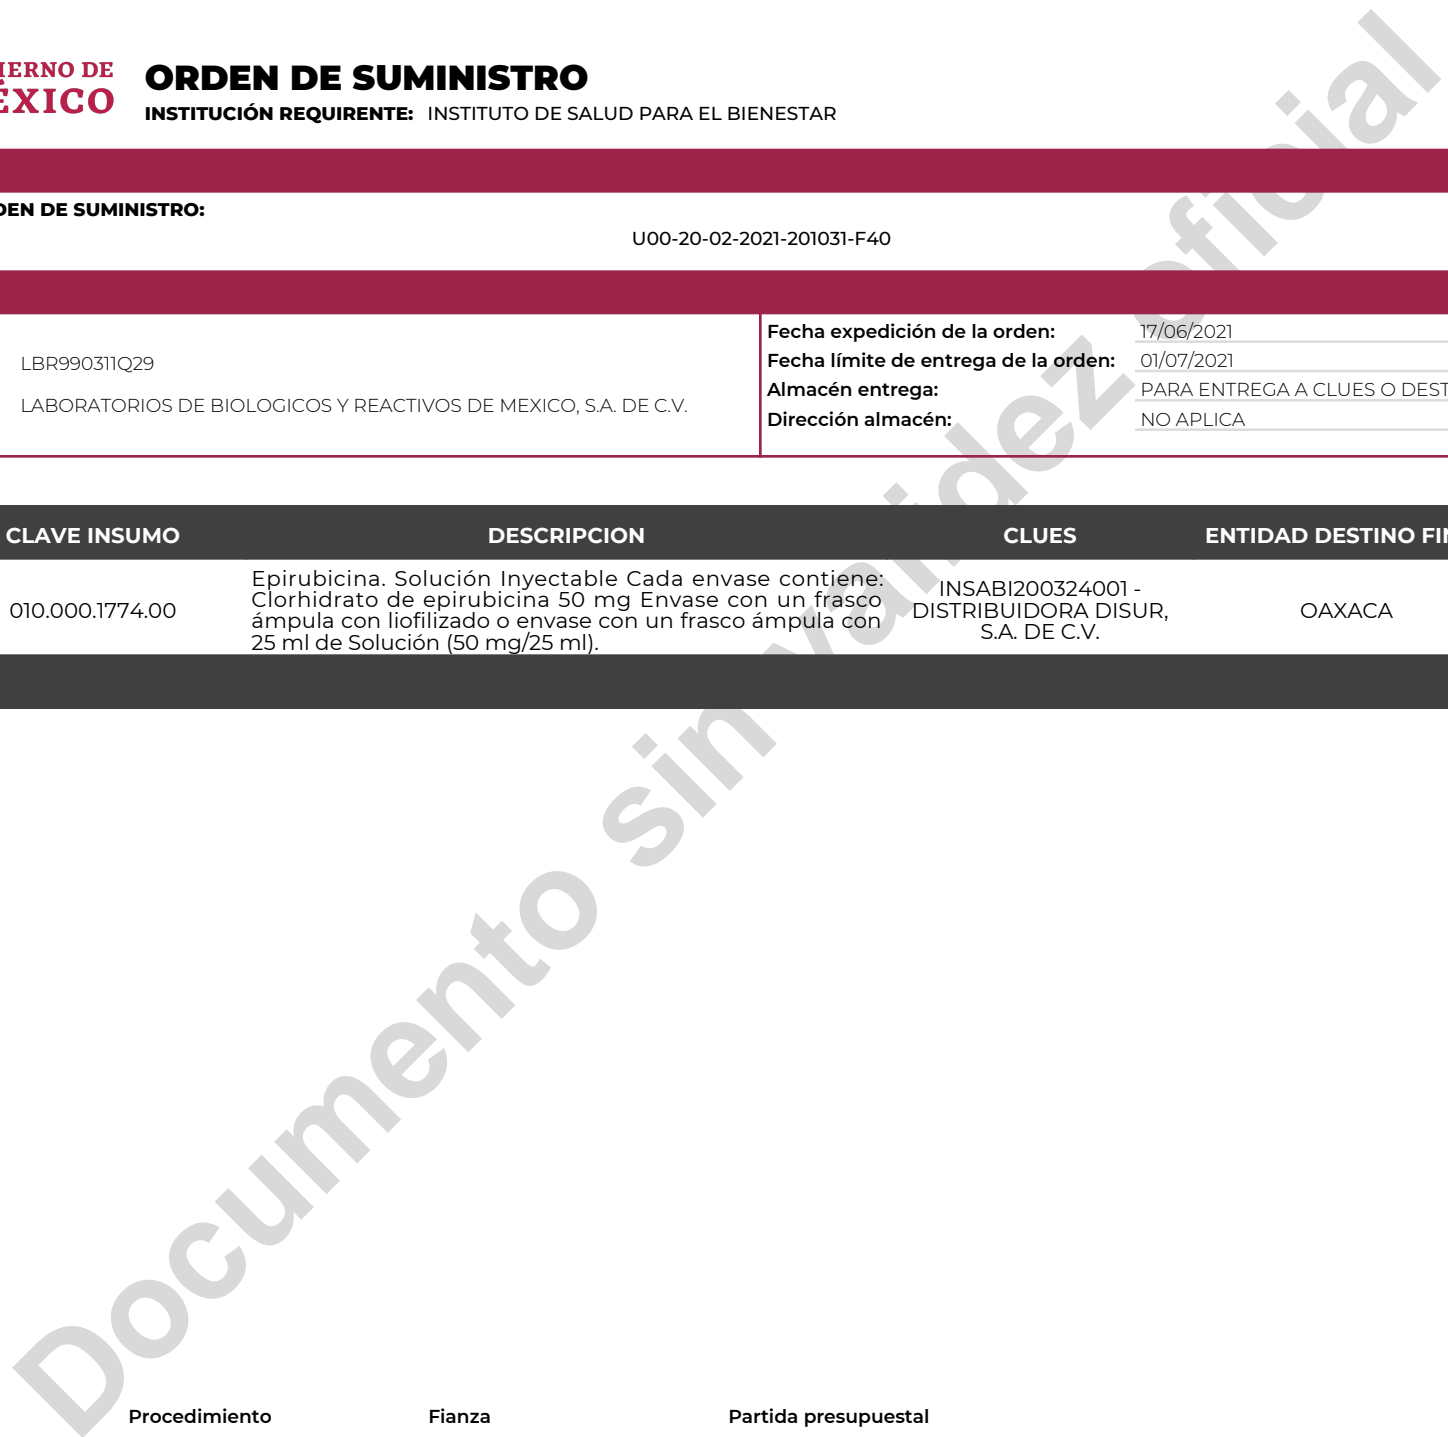 IERNO DE
ÉXICO
ORDEN DE SUMINISTRO
INSTITUCIÓN REQUIRENTE: INSTITUTO DE SALUD PARA EL BIENESTAR
DEN DE SUMINISTRO:
U00-20-02-2021-201031-F40
LBR990311Q29
LABORATORIOS DE BIOLOGICOS Y REACTIVOS DE MEXICO, S.A. DE C.V.
Fecha expedición de la orden: 17/06/2021
Fecha límite de entrega de la orden: 01/07/2021
Almacén entrega: PARA ENTREGA A CLUES O DEST
Dirección almacén: NO APLICA
CLAVE INSUMO DESCRIPCION CLUES ENTIDAD DESTINO FIN
010.000.1774.00
Epirubicina. Solución Inyectable Cada envase contiene:
Clorhidrato de epirubicina 50 mg Envase con un frasco
ámpula con liofilizado o envase con un frasco ámpula con
25 ml de Solución (50 mg/25 ml).
INSABI200324001 -
DISTRIBUIDORA DISUR,
S.A. DE C.V.
OAXACA
Documento sin validez oficial
Procedimiento Fianza Partida presupuestal